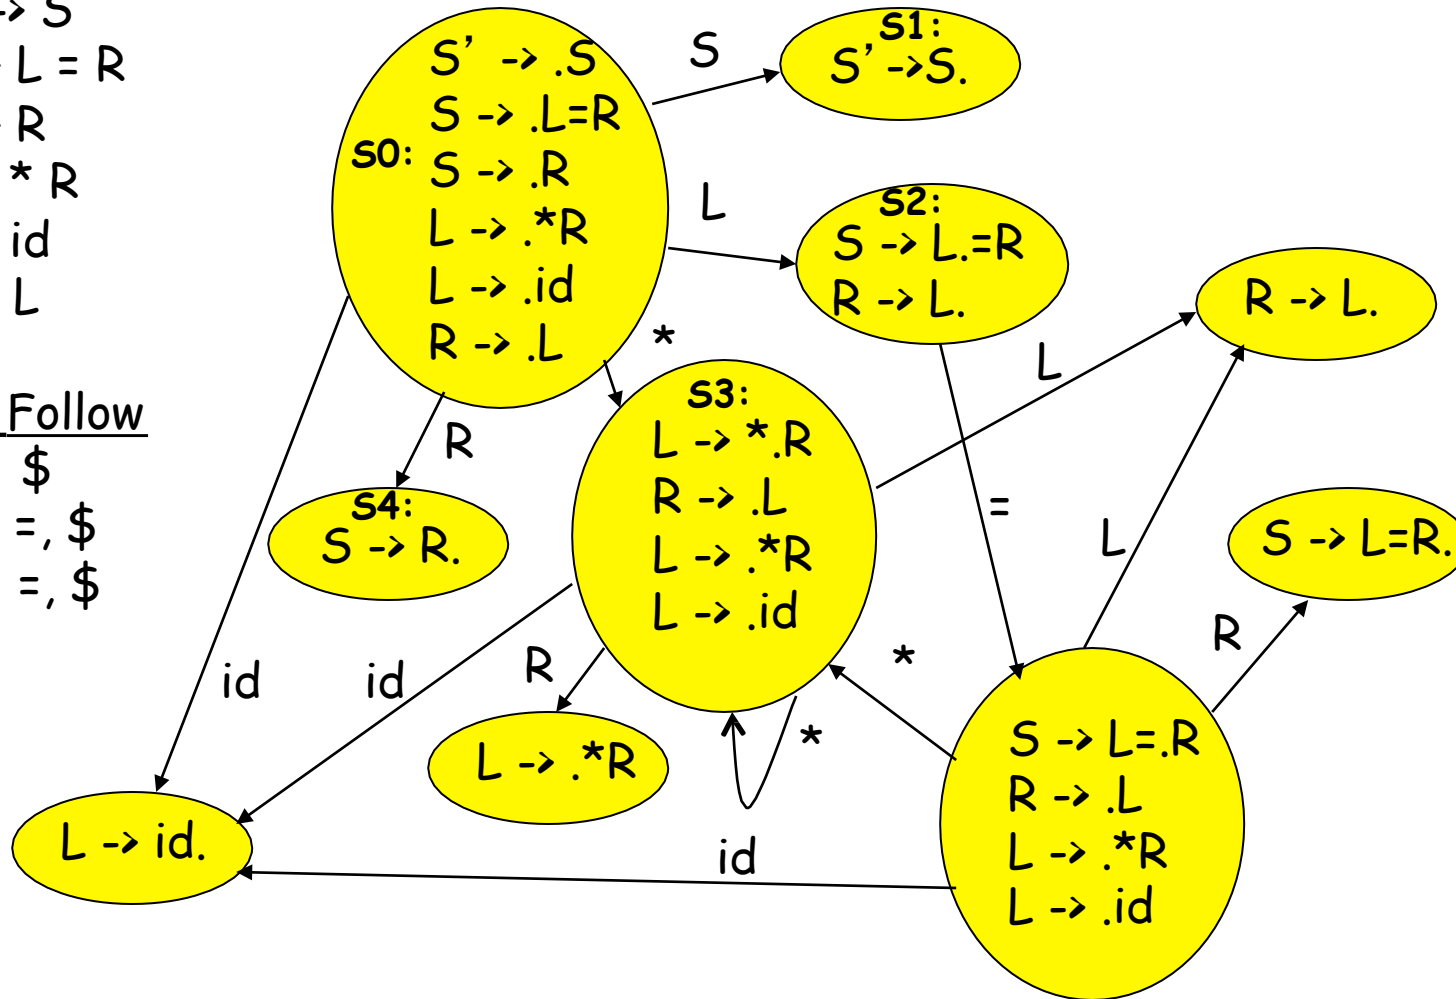 -> S
L = R
R
* R
id
L
Follow
$
=, $
=, $
S0:
S' -> .S
S -> .L=R
S -> .R
L -> .*R
L -> .id
R -> .L
S
S1:
S' ->S.
L
S2:
S -> L.=R
R -> L.
*
R
S4:
S -> R.
S3:
L -> *.R
R -> .L
L -> .*R
L -> .id
L
R -> L.
=
L
R
S -> L=R.
id
id
R
L -> .*R
*
*
L -> id.
id
S -> L=.R
R -> .L
L -> .*R
L -> .id